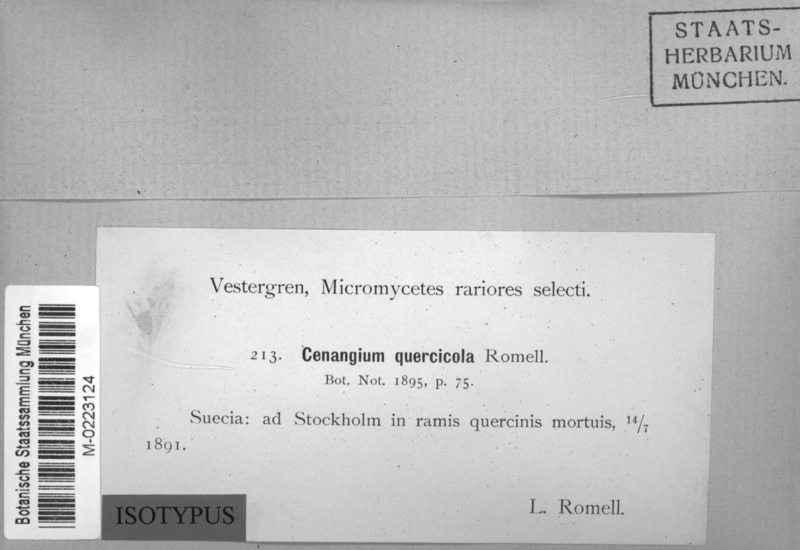 STAATS-
HERBARIUM
MÜNCHEN.
Vestergren, Micromycetes rariores selecti.
213. Cenangium quercicola Romell.
Bot. Not. 1895, p. 75.
Suecia: ad Stockholm in ramis quercinis mortuis, 14/7
1891.
L. Romell.
ISOTYPUS
Botanische Staatssammlung München
M-0223124